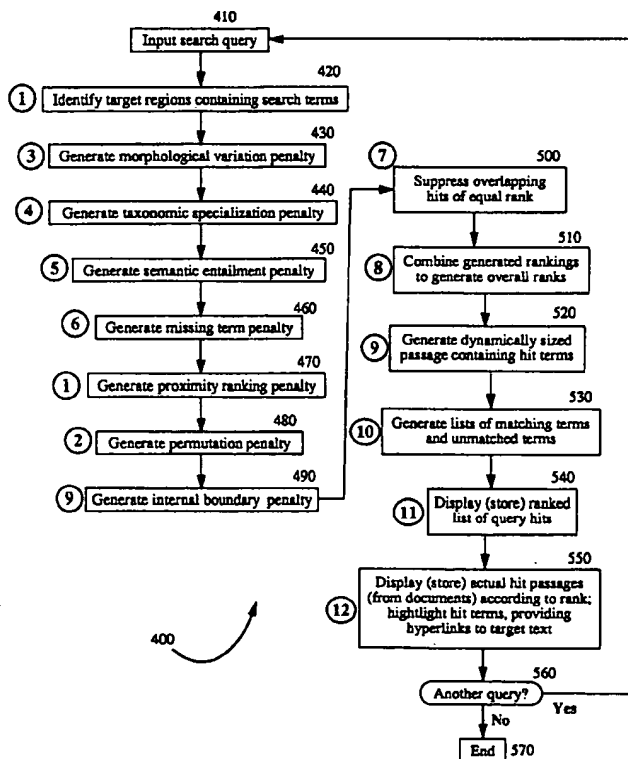 410
Input search query
420
1 Identify target regions containing search terms
430
3 Generate morphological variation penalty
440
4 Generate taxonomic specialization penalty
450
5 Generate semantic entailment penalty
460
6 Generate missing term penalty
470
1 Generate proximity ranking penalty
480
2 Generate permutation penalty
490
9 Generate internal boundary penalty
400
7
500
Suppress overlapping
hits of equal rank
510
8
Combine generated rankings
to generate overall ranks
520
9
Generate dynamically sized
passage containing hit terms
530
10
Generate lists of matching terms
and unmatched terms
540
11
Display (store) ranked
list of query hits
550
12
Display (store) actual hit passages
(from documents) according to rank;
hightlight hit terms, providing
hyperlinks to target text
560
Another query?
Yes
No
End 570